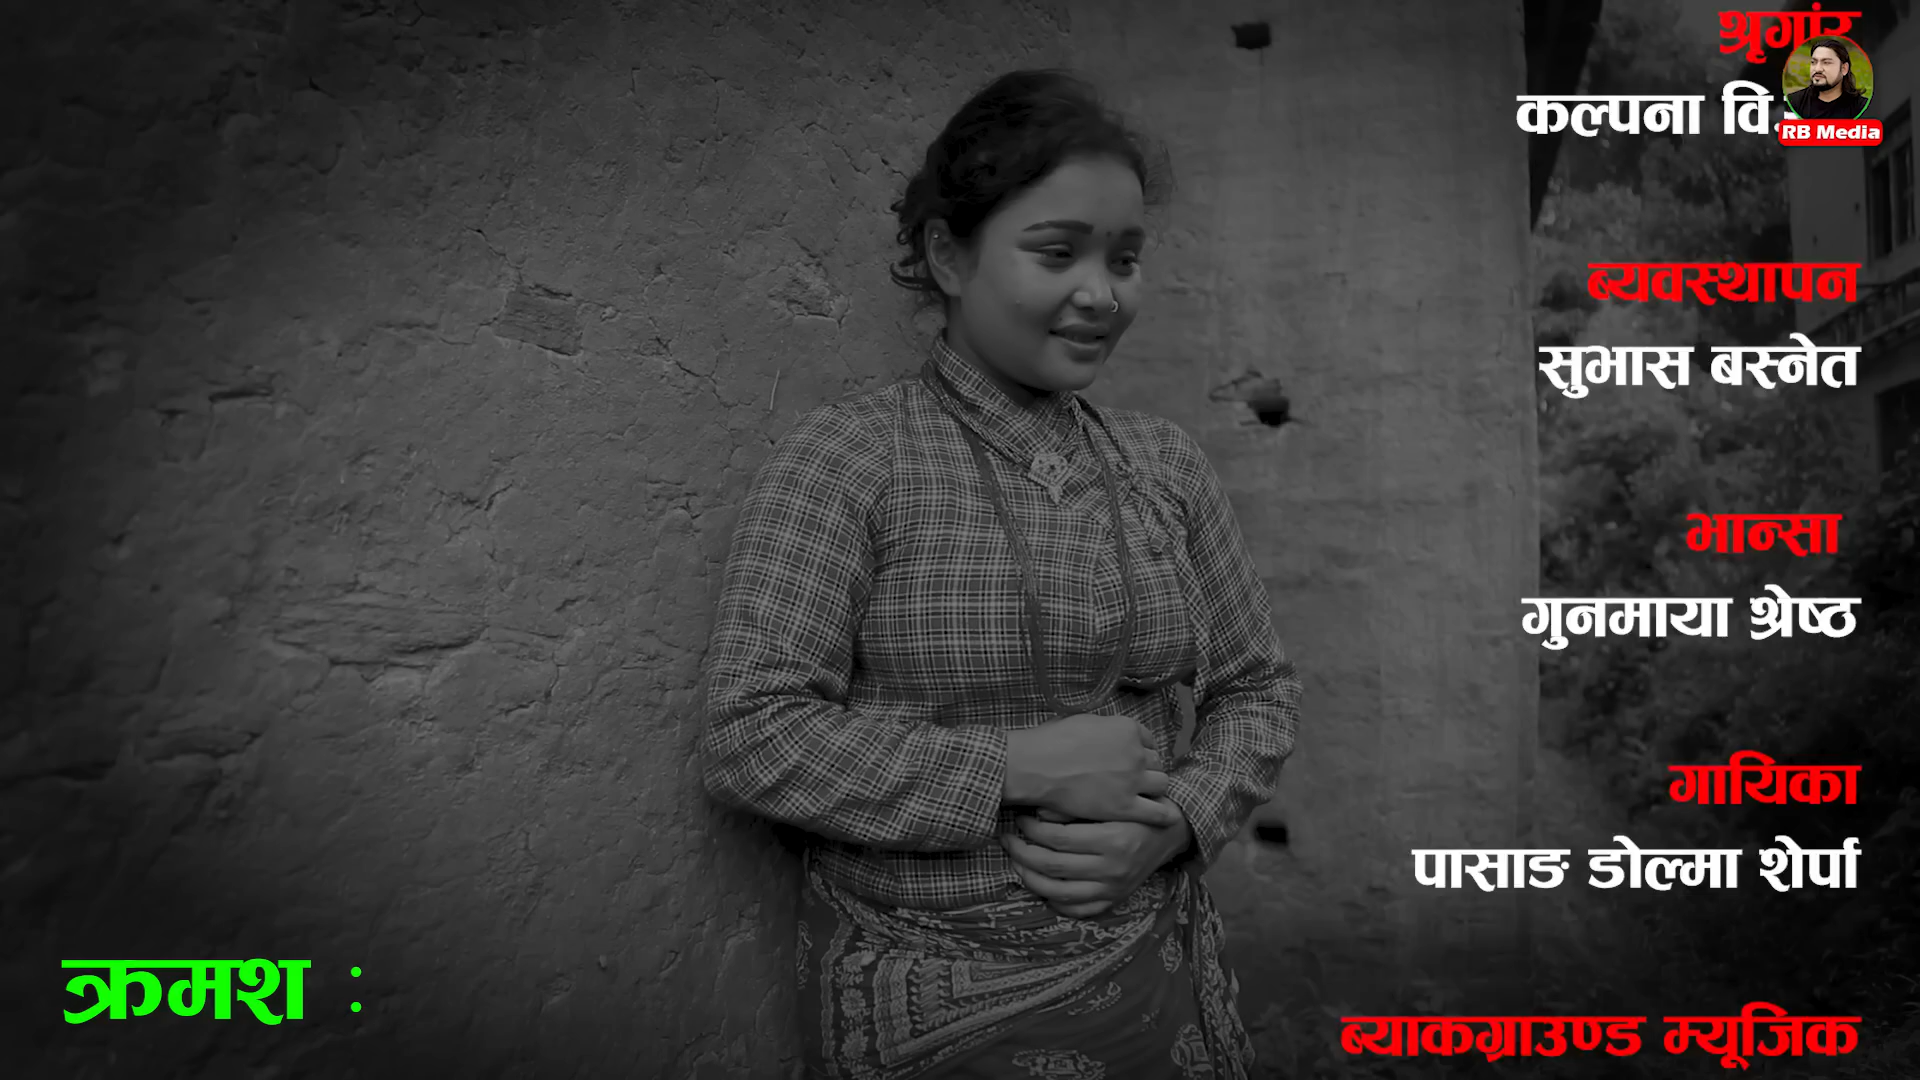 श्रृगांर
कल्पना
RB Media
ब्यवस्थापन
सुभास बस्नेत
भान्सा
गुनमाया श्रेष्ठ
गायिका
पासाङ डोल्मा शेर्पा
क्रमश :
ब्याकग्राउण्ड म्यूजिक